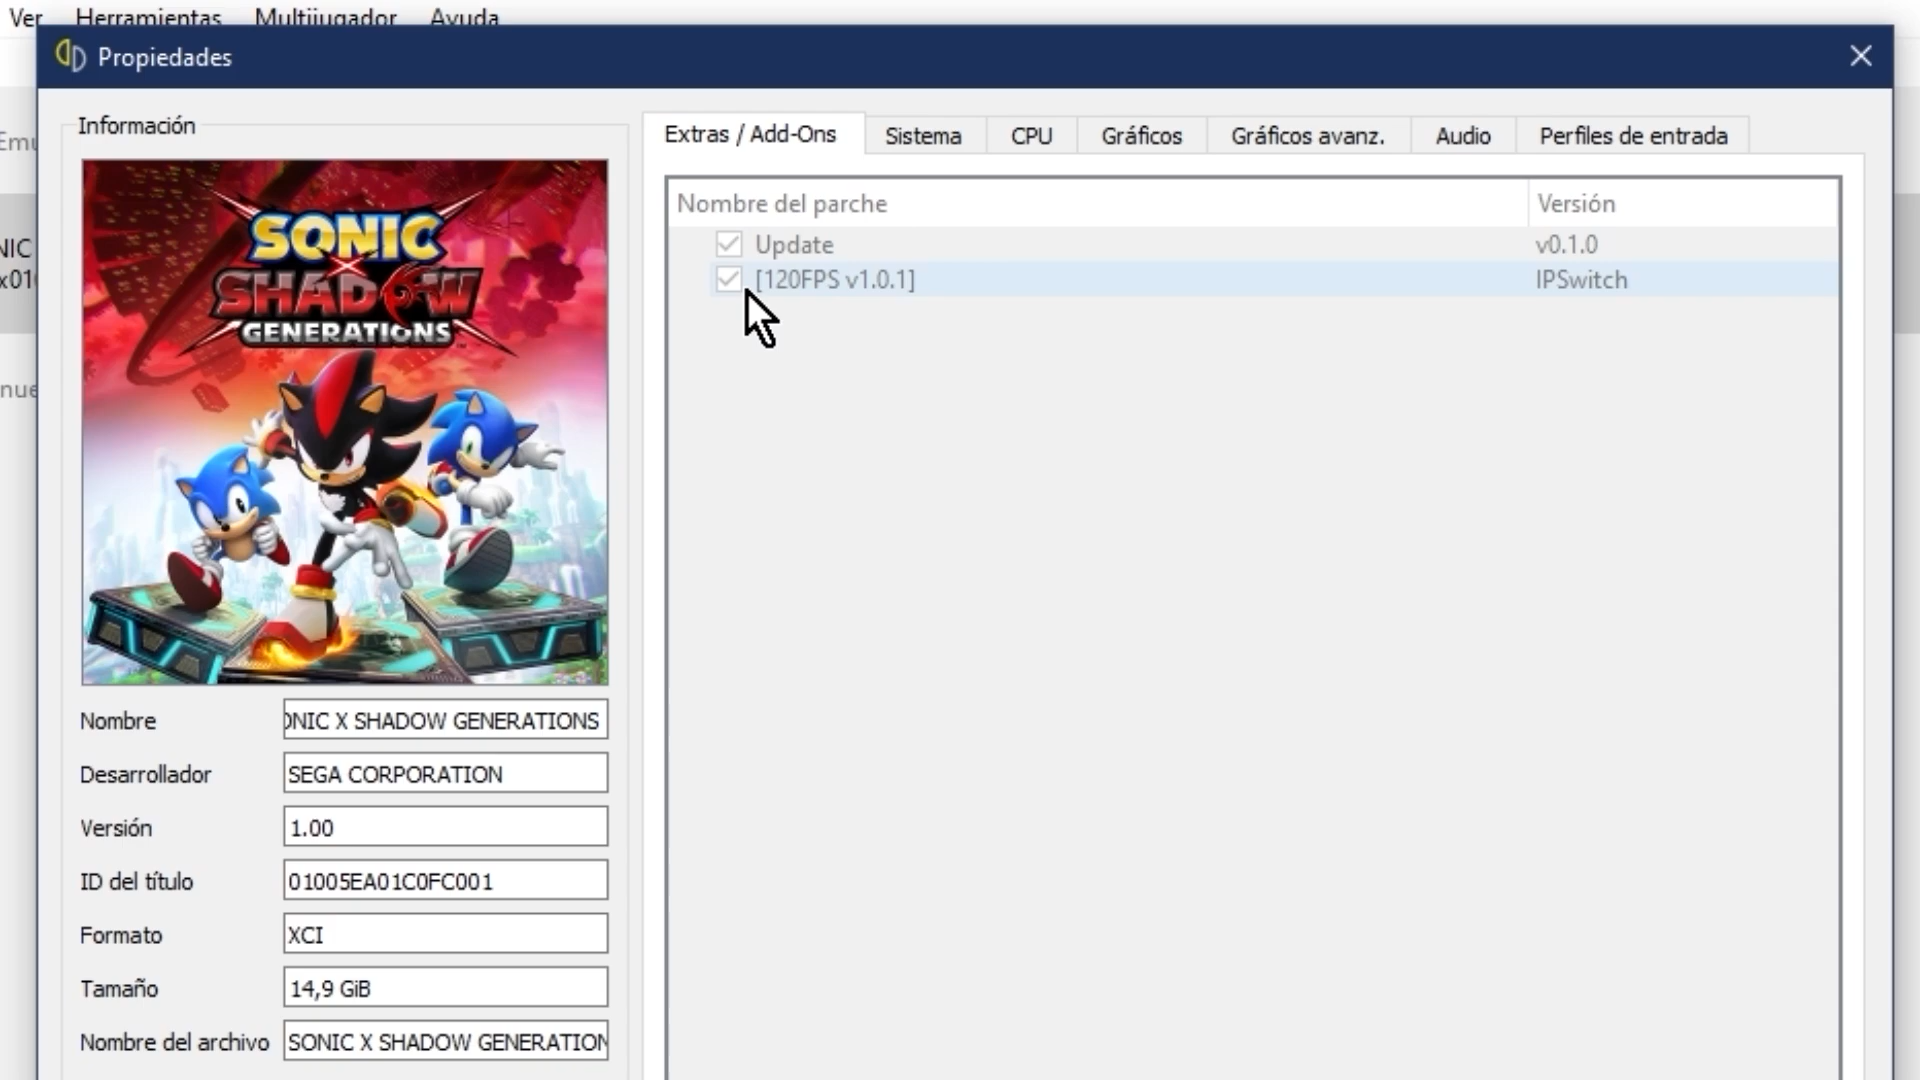 Ver Herramientas Multijugador Ayuda
Propiedades
Información
Extras / Add-Ons Sistema CPU Gráficos Gráficos avanz. Audio Perfiles de entrada
Nombre del parche Versión
Update v0.1.0
[120FPS v1.0.1] IPSwitch
SONIC
X
SHADOW
GENERATIONS
Nombre ONIC X SHADOW GENERATIONS
Desarrollador SEGA CORPORATION
Versión 1.00
ID del título 01005EA01C0FC001
Formato XCI
Tamaño 14,9 GiB
Nombre del archivo SONIC X SHADOW GENERATION